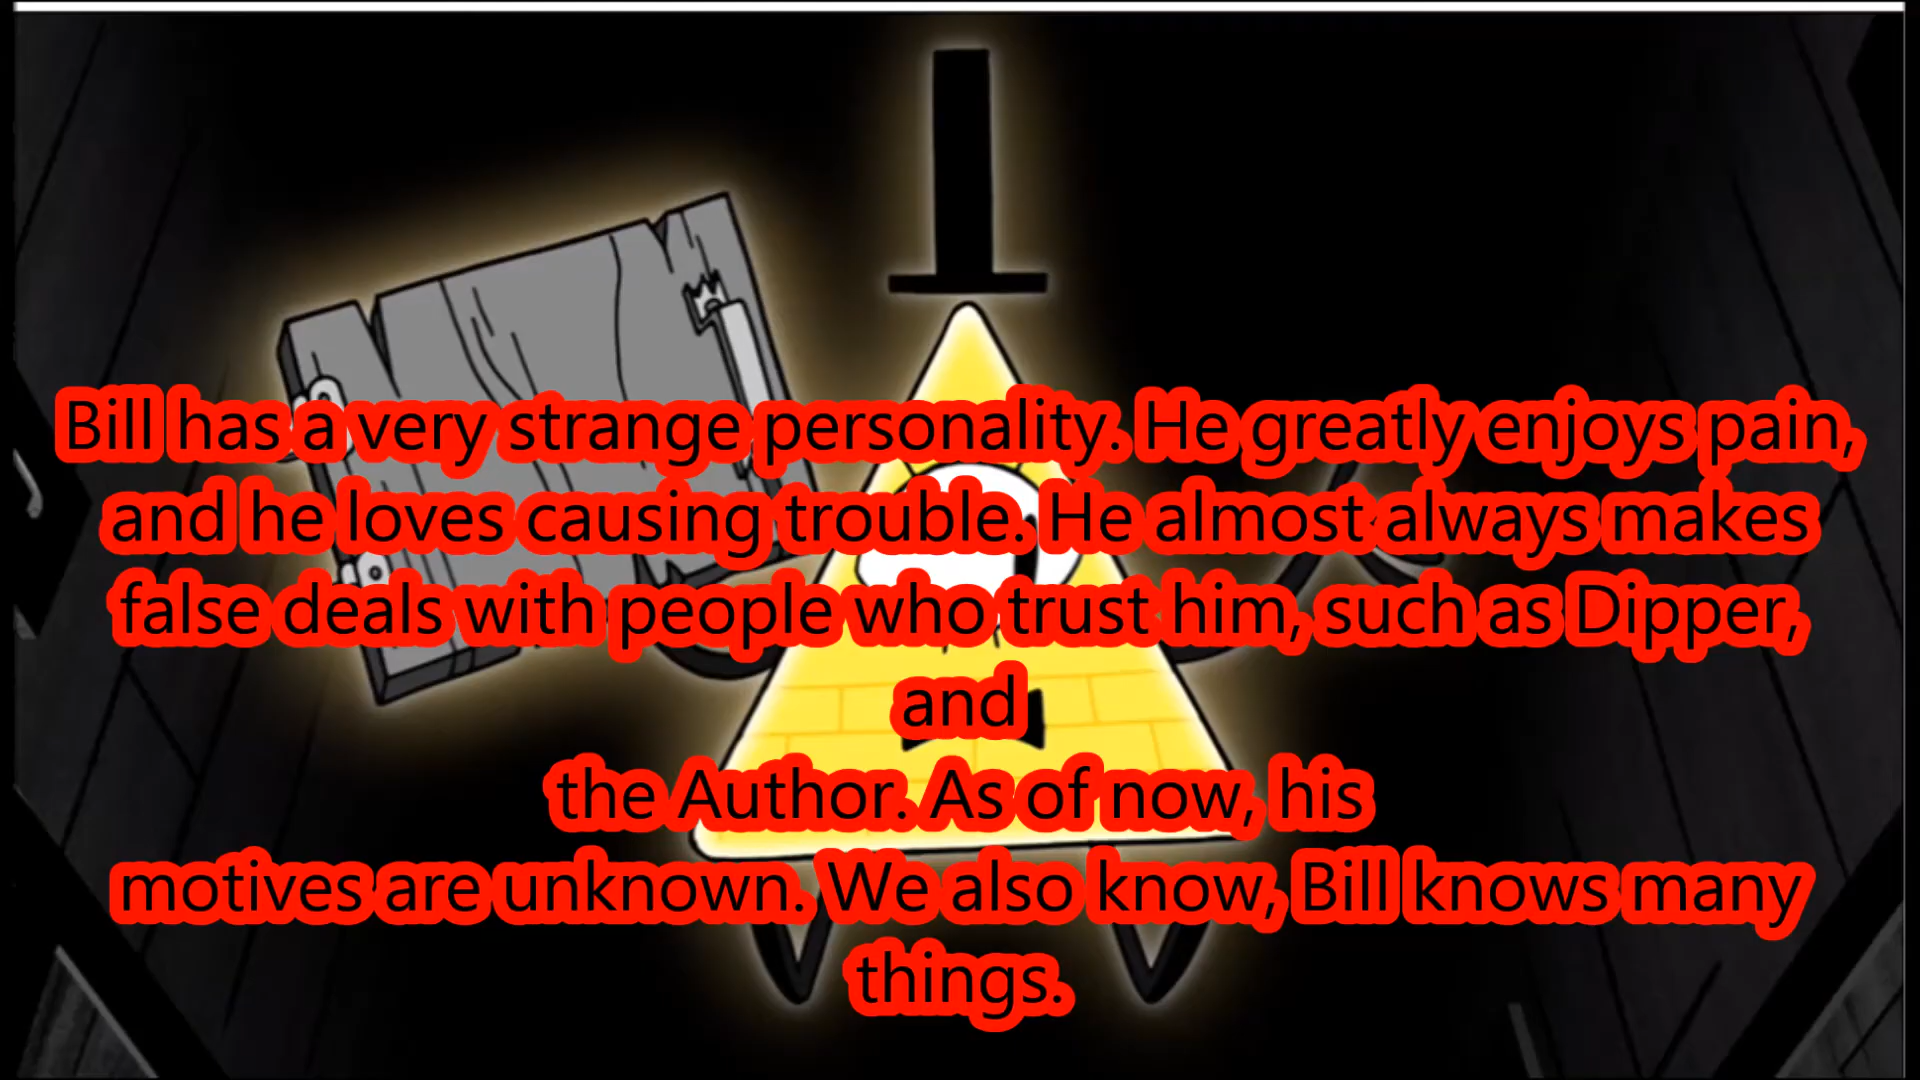 Bill has a very strange personality. He greatly enjoys pain,
and he loves causing trouble. He almost always makes
false deals with people who trust him, such as Dipper,
and
the Author. As of now, his
motives are unknown. We also know, Bill knows many
things.